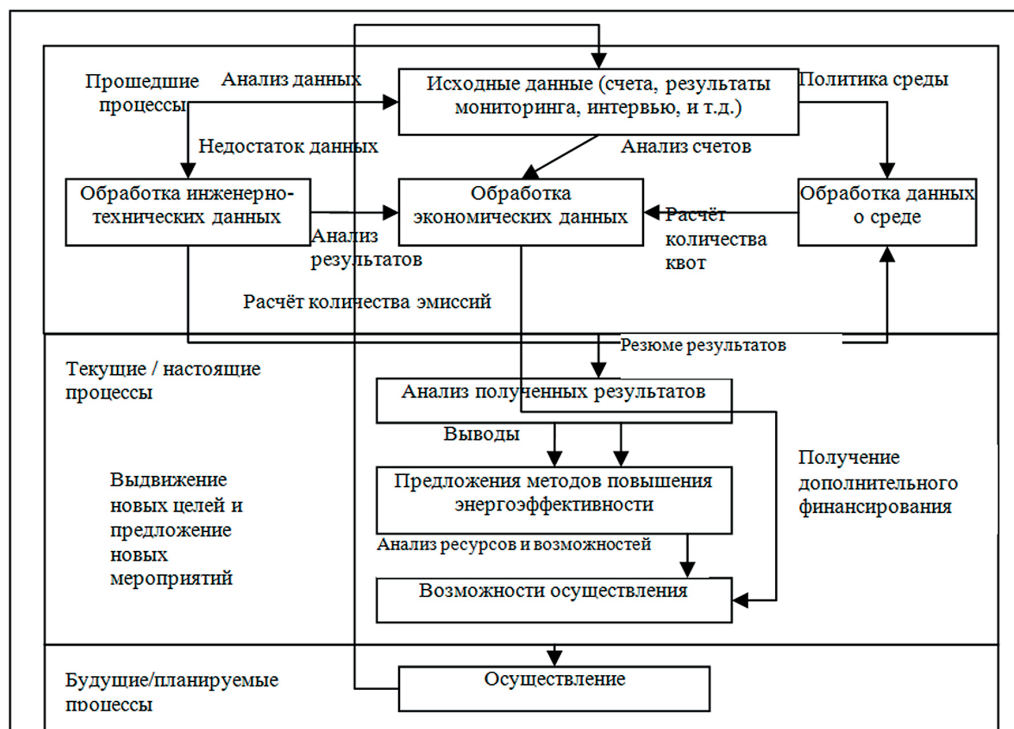 Прошедшие
процессы
Анализ данных
Исходные данные (счета, результаты
мониторинга, интервью, и т.д.)
Политика среды
Недостаток данных
Анализ счетов
Обработка инженерно-
технических данных
Обработка
экономических данных
Обработка данных
о среде
Анализ
результатов
Расчёт
количества
квот
Расчёт количества эмиссий
Резюме результатов
Текущие / настоящие
процессы
Анализ полученных результатов
Выводы
Выдвижение
новых целей и
предложение
новых
мероприятий
Предложения методов повышения
энергоэффективности
Получение
дополнительного
финансирования
Анализ ресурсов и возможностей
Возможности осуществления
Будущие/планируемые
процессы
Осуществление